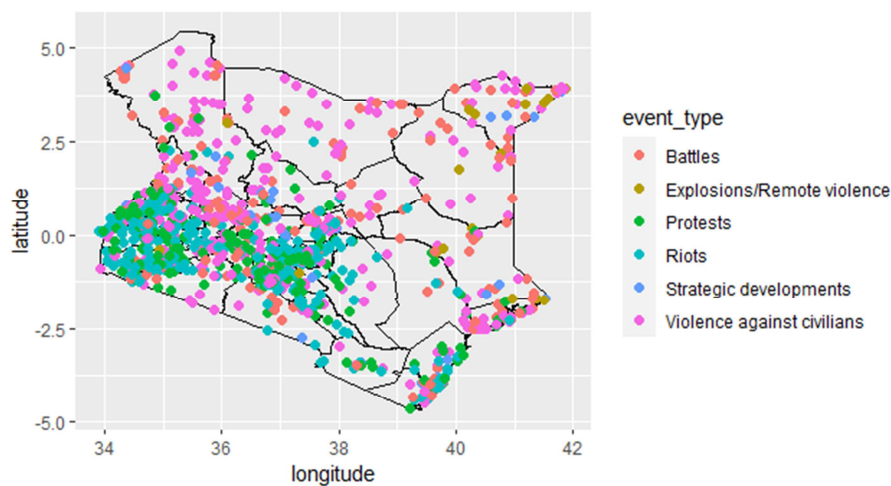 5.0
2.5
0.0
-2.5
-5.0
latitude
34
36
38
40
42
longitude
event_type
Battles
Explosions/Remote violence
Protests
Riots
Strategic developments
Violence against civilians